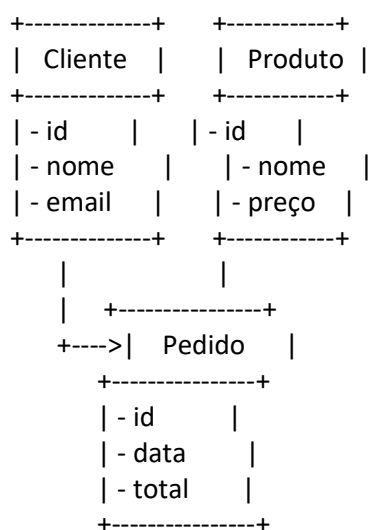 +--------------+ +------------+
| Cliente | | Produto |
+--------------+ +------------+
| - id | | - id |
| - nome | | - nome |
| - email | | - preço |
+--------------+ +------------+
| |
| +----------------+
+---->| Pedido |
+----------------+
| - id |
| - data |
| - total |
+----------------+